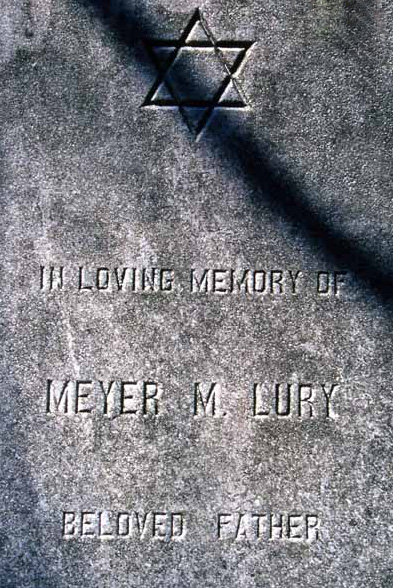 IN LOVING MEMORY OF
MEYER M. LURY
BELOVED FATHER